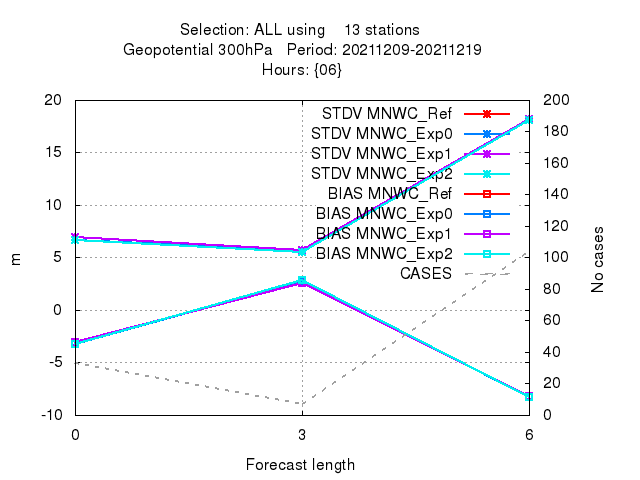 Selection: ALL using 13 stations
Geopotential 300hPa Period: 20211209-20211219
Hours: {06}
STDV MNWC_Ref
STDV MNWC_Exp0
STDV MNWC_Exp1
STDV MNWC_Exp2
BIAS MNWC_Ref
BIAS MNWC_Exp0
BIAS MNWC_Exp1
BIAS MNWC_Exp2
CASES
20
15
10
5
0
-5
-10
m
200
180
160
140
120
100
80
60
40
20
0
No cases
0 3 6
Forecast length